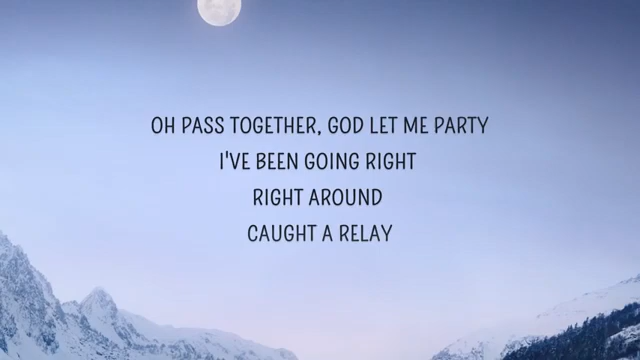 OH PASS TOGETHER, GOD LET ME PARTY
I'VE BEEN GOING RIGHT
RIGHT AROUND
CAUGHT A RELAY